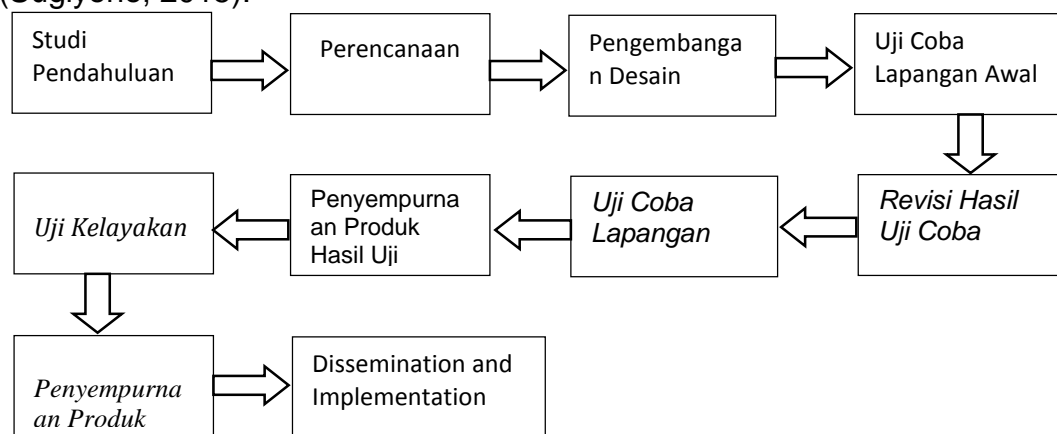 (Sugiyono,
Studi
Pendahuluan
Perencanaan
Pengembanga
n Desain
Uji Coba
Lapangan Awal
Revisi Hasil
Uji Coba
Uji Coba
Lapangan
Penyempurna
an Produk
Hasil Uji
Uji Kelayakan
Penyempurna
an Produk
Dissemination and
Implementation